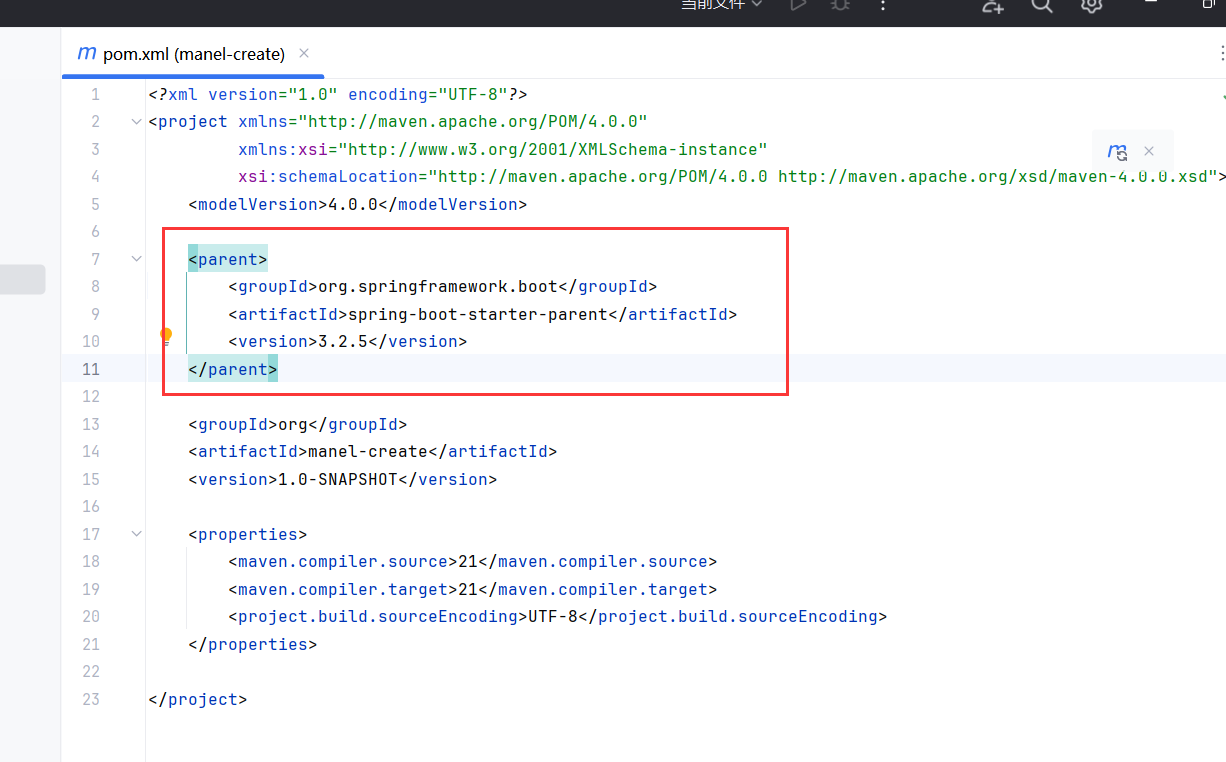 当前文件
pom.xml (manel-create)
1 <?xml version="1.0" encoding="UTF-8"?>
2 <project xmlns="http://maven.apache.org/POM/4.0.0"
3 xmlns:xsi="http://www.w3.org/2001/XMLSchema-instance"
4 xsi:schemaLocation="http://maven.apache.org/POM/4.0.0 http://maven.apache.org/xsd/maven-4.0.0.xsd">
5 <modelVersion>4.0.0</modelVersion>
6
7 <parent>
8 <groupId>org.springframework.boot</groupId>
9 <artifactId>spring-boot-starter-parent</artifactId>
10 <version>3.2.5</version>
11 </parent>
12
13 <groupId>org</groupId>
14 <artifactId>manel-create</artifactId>
15 <version>1.0-SNAPSHOT</version>
16
17 <properties>
18 <maven.compiler.source>21</maven.compiler.source>
19 <maven.compiler.target>21</maven.compiler.target>
20 <project.build.sourceEncoding>UTF-8</project.build.sourceEncoding>
21 </properties>
22
23 </project>